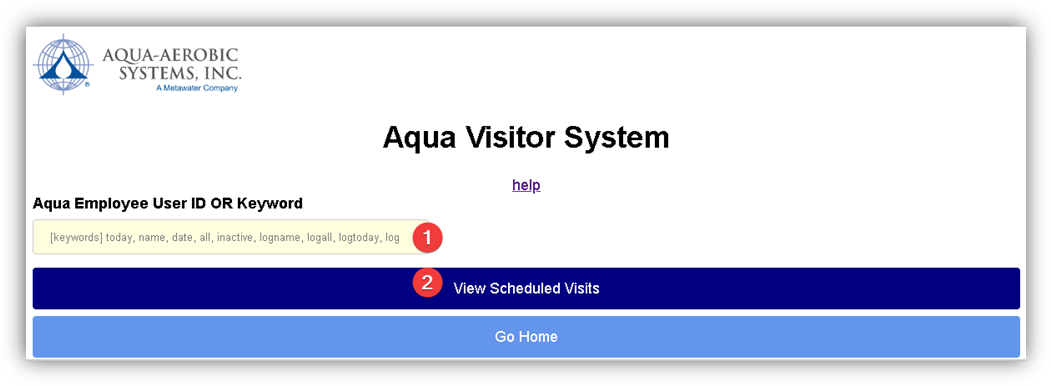 AQUA-AEROBIC
SYSTEMS, INC.
®
A Metawater Company
Aqua Visitor System
help
Aqua Employee User ID OR Keyword
[keywords] today, name, date, all, inactive, logname, logall, logtoday, log
1
2
View Scheduled Visits
Go Home